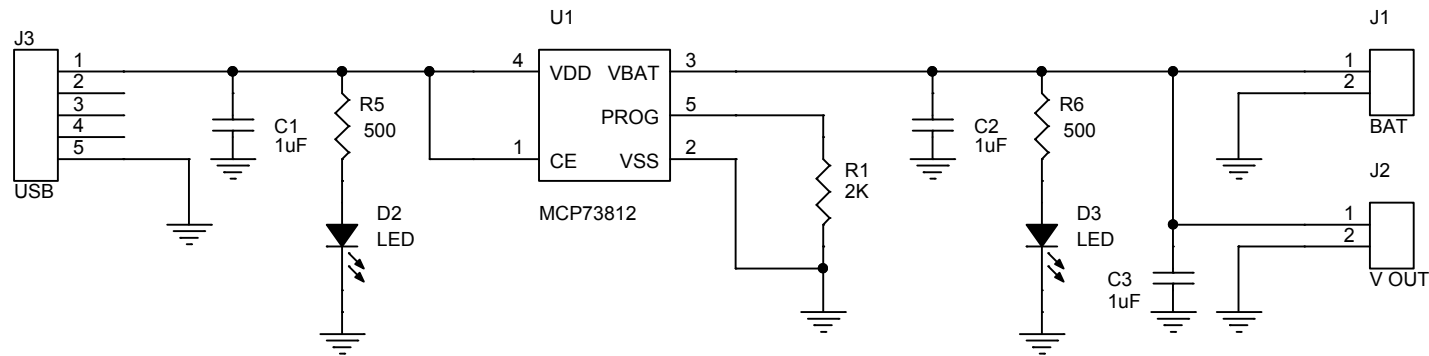 J3
1
2
3
4
5
USB
C1
1uF
R5
500
D2
LED
U1
4
VDD
VBAT
3
PROG
5
1
CE
VSS
2
MCP73812
R1
2K
C2
1uF
R6
500
D3
LED
C3
1uF
J1
1
2
BAT
J2
1
2
V OUT